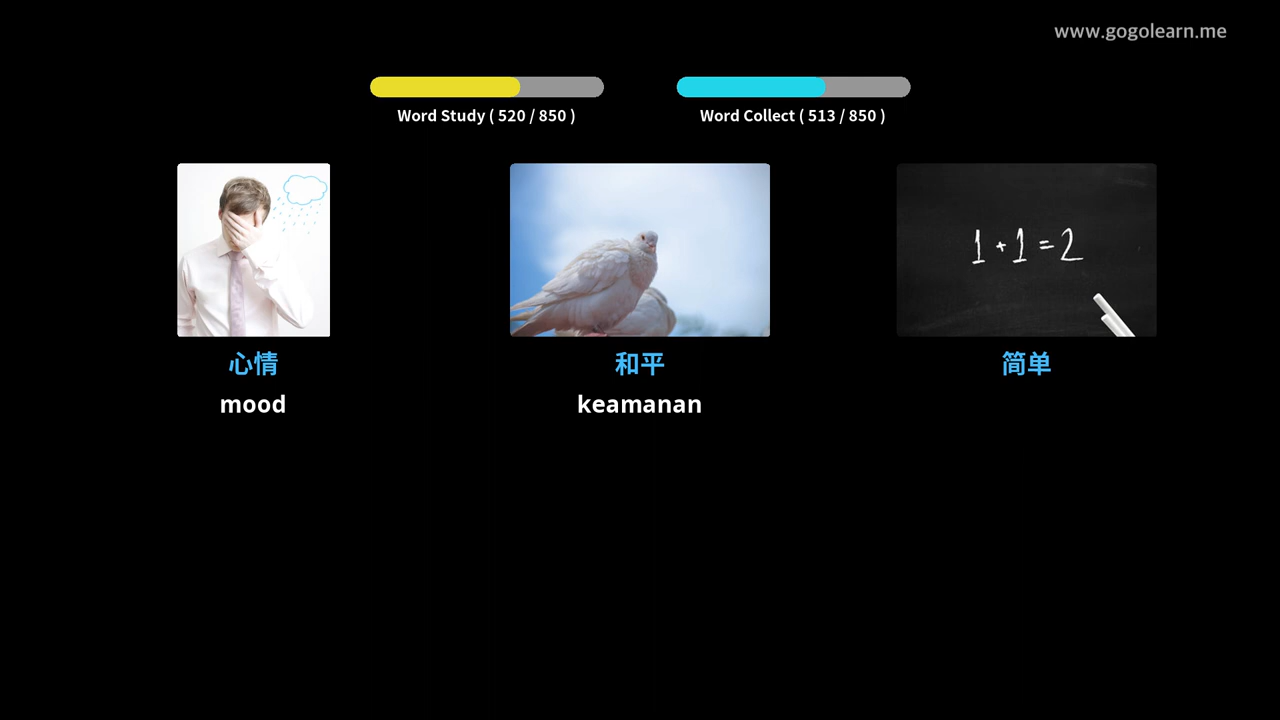 www.gogolearn.me
Word Study ( 520 / 850 )
Word Collect ( 513 / 850 )
1 + 1 = 2
心情
和平
简单
mood
keamanan